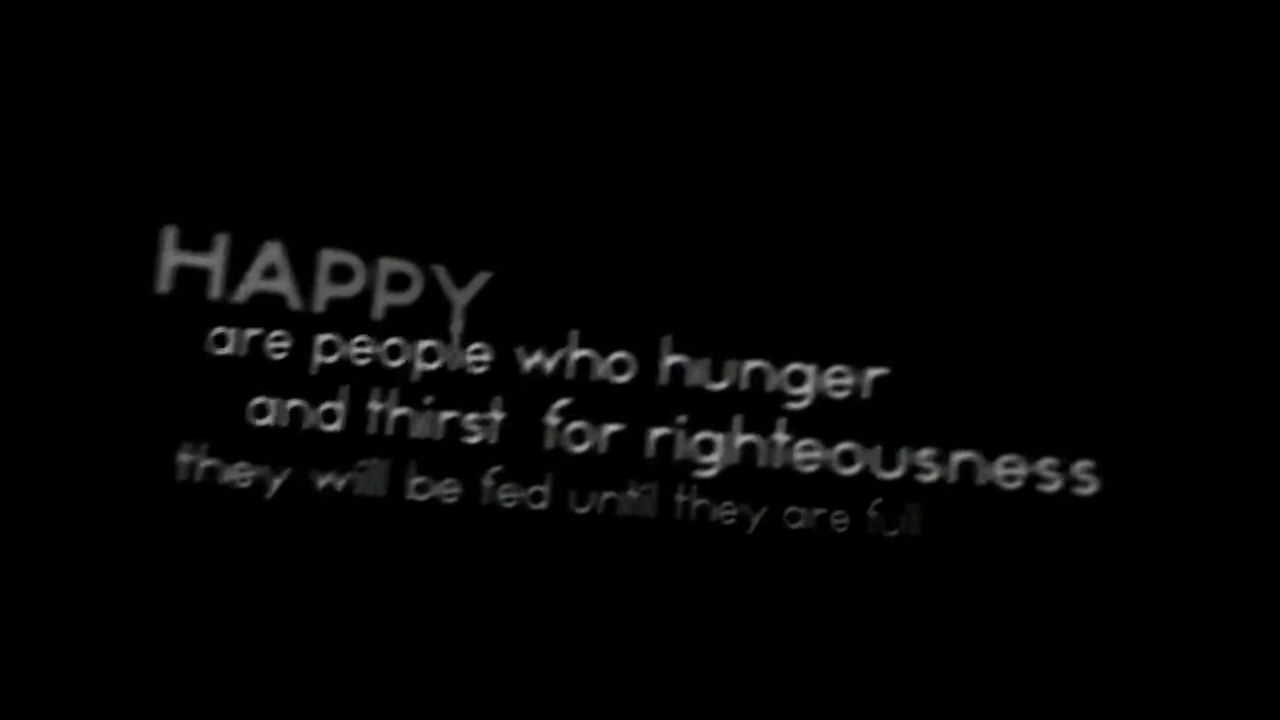 HAPPY
are people who hunger
and thirst for righteousness
they will be fed until they are full